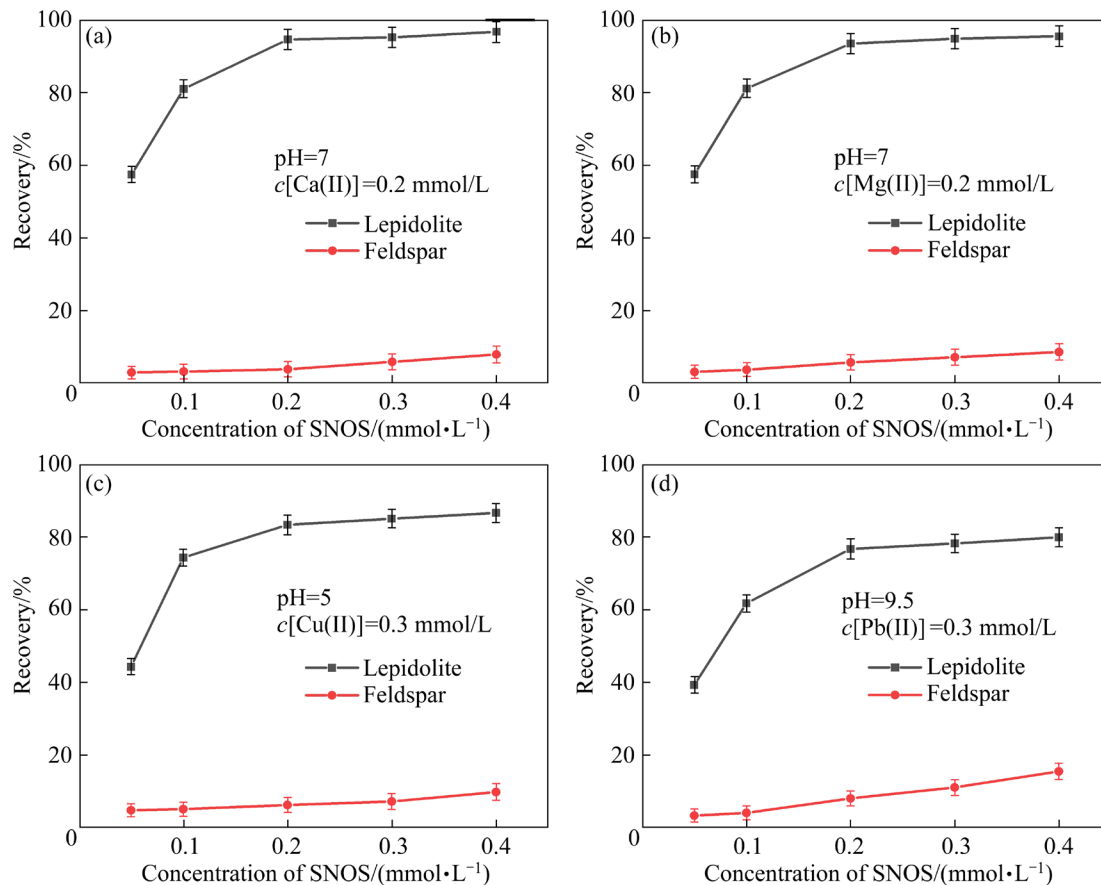 (a)
100
80
60
40
20
0
Recovery/%
pH=7
c[Ca(II)]=0.2 mmol/L
Lepidolite
Feldspar
0.1 0.2 0.3 0.4
Concentration of SNOS/(mmol·L⁻¹)
(b)
100
80
60
40
20
0
Recovery/%
pH=7
c[Mg(II)]=0.2 mmol/L
Lepidolite
Feldspar
0.1 0.2 0.3 0.4
Concentration of SNOS/(mmol·L⁻¹)
(c)
100
80
60
40
20
0
Recovery/%
pH=5
c[Cu(II)]=0.3 mmol/L
Lepidolite
Feldspar
0.1 0.2 0.3 0.4
Concentration of SNOS/(mmol·L⁻¹)
(d)
100
80
60
40
20
0
Recovery/%
pH=9.5
c[Pb(II)]=0.3 mmol/L
Lepidolite
Feldspar
0.1 0.2 0.3 0.4
Concentration of SNOS/(mmol·L⁻¹)